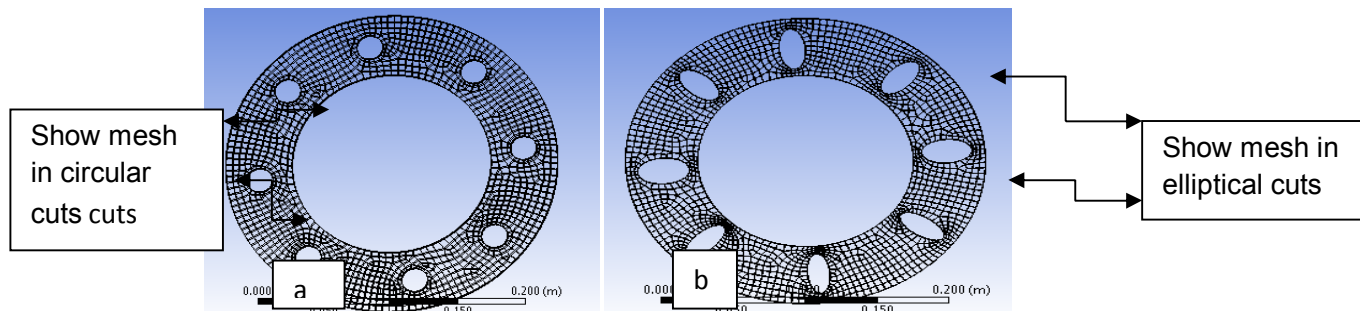 Show mesh
in circular
cuts cuts
a
0.000
0.200 (m)
0.150
b
0.000
0.200 (m)
0.150
Show mesh in
elliptical cuts